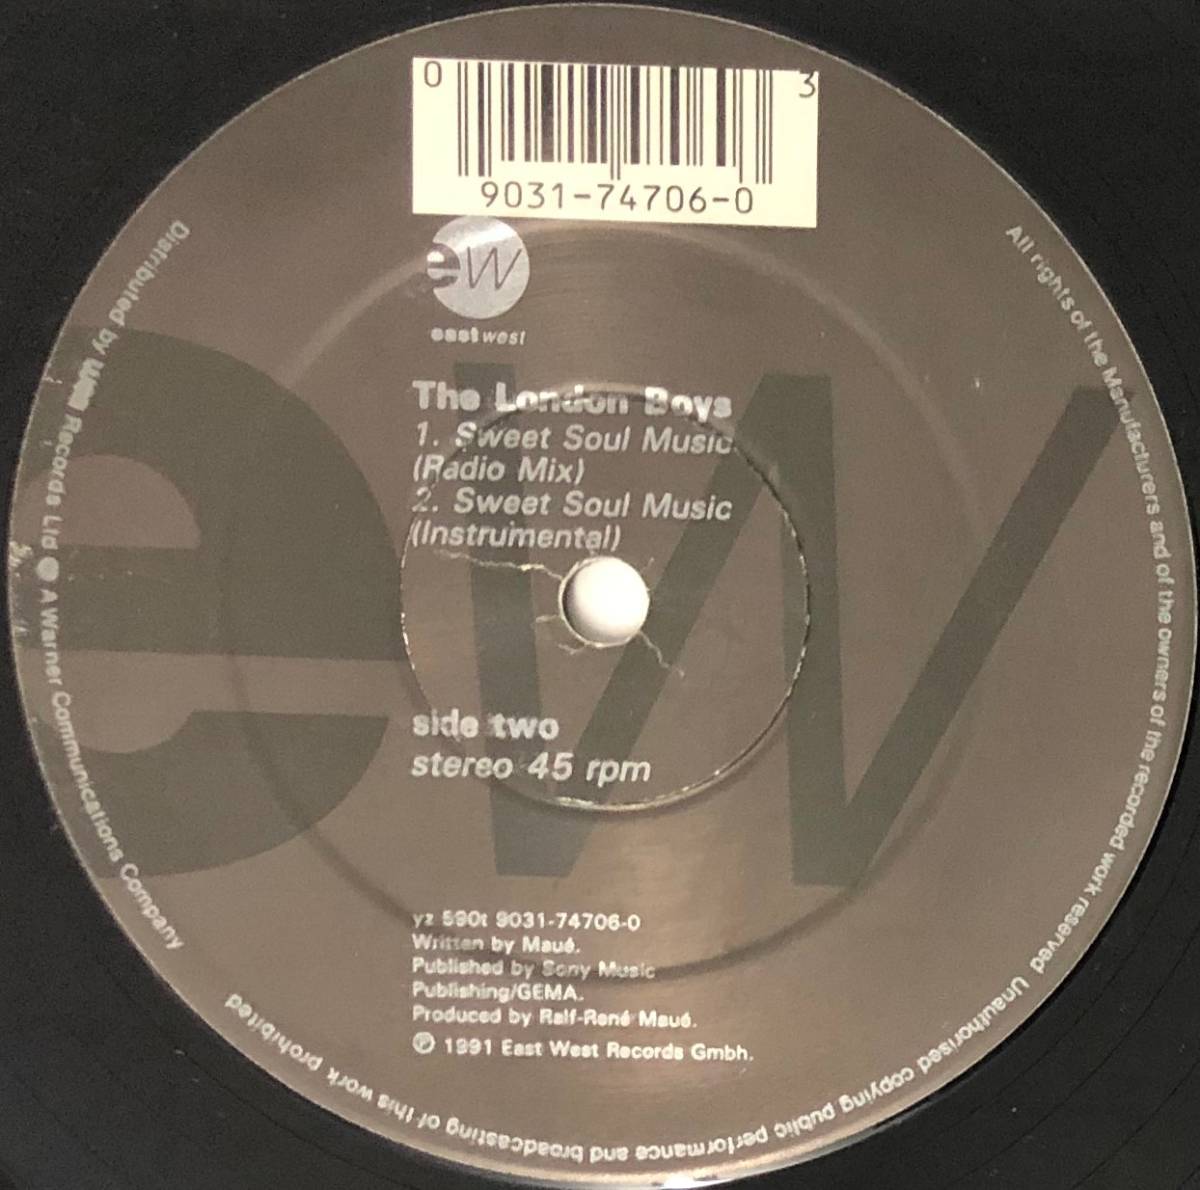 0 3
9031-74706-0
ew
eastwest
The London Boys
1. Sweet Soul Music
(Radio Mix)
2. Sweet Soul Music
(Instrumental)
side two
stereo 45 rpm
yz 590t 9031-74706-0
Written by Maué.
Published by Sony Music
Publishing/GEMA.
Produced by Ralf-René Maué.
℗ 1991 East West Records Gmbh.
Distributed by Records Ltd ● A Warner Communications Company
All rights of the Manufacturers and of the owners of the recorded work reserved Unauthorised copying public performance and broadcasting of this work prohibited
ew